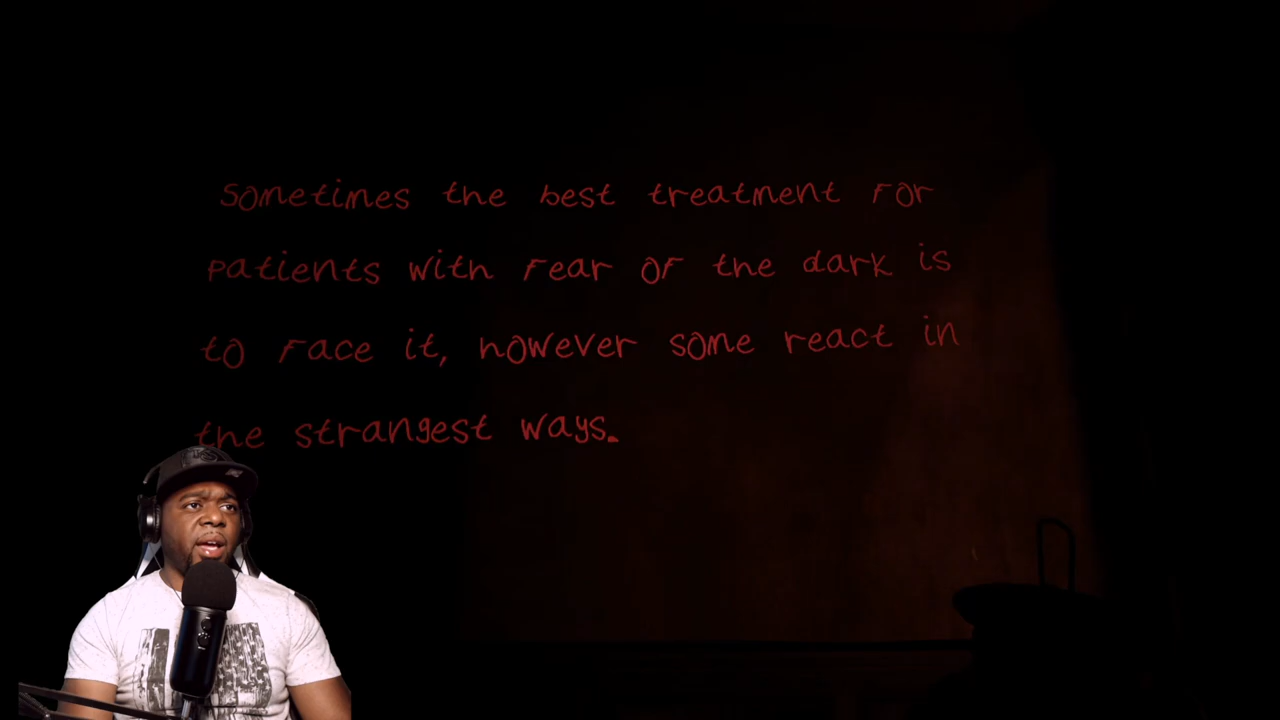 Sometimes the best treatment for
patients with fear of the dark is
to face it, however some react in
the strangest ways.